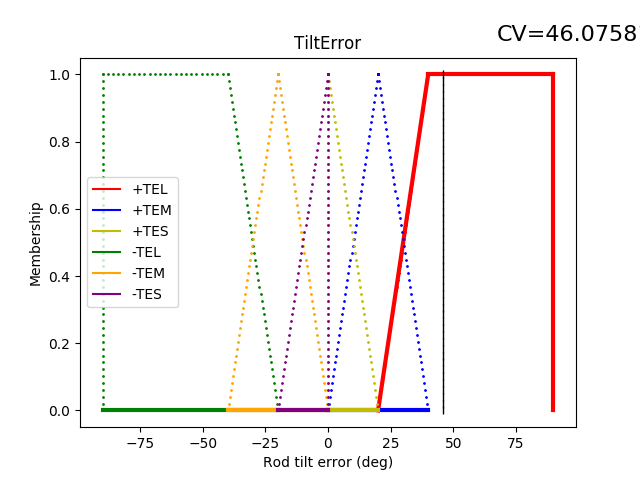 CV=46.0758
TiltError
1.0
0.8
0.6
0.4
0.2
0.0
Membership
+TEL
+TEM
+TES
-TEL
-TEM
-TES
−75 −50 −25 0 25 50 75
Rod tilt error (deg)